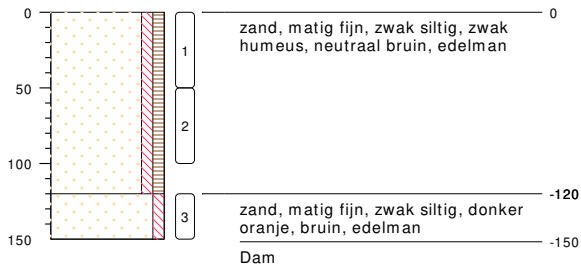 0
0
zand, matig fijn, zwak siltig, zwak
humeus, neutraal bruin, edelman
1
50
2
100
-120
zand, matig fijn, zwak siltig, donker
oranje, bruin, edelman
3
150
-150
Dam